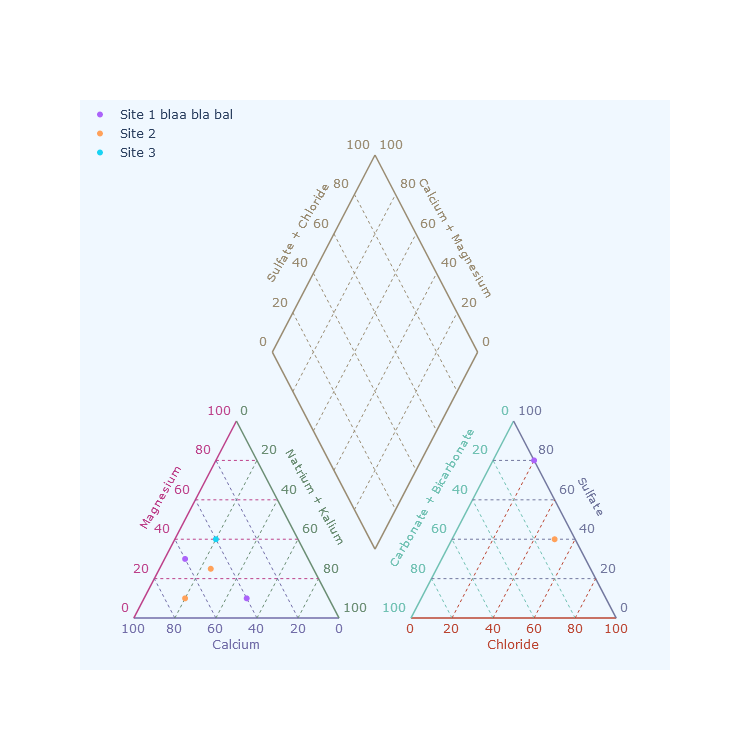 Site 1 blaa bla bal
Site 2
Site 3
100 100
80 80
60 60
40 40
20 20
0 0
Sulfate + Chloride
Calcium + Magnesium
100 0
80 20
60 40
40 60
20 80
0 100
Magnesium
Natrium + Kalium
100 80 60 40 20 0
Calcium
0 100
20 80
40 60
60 40
80 20
100 0
Carbonate + Bicarbonate
Sulfate
0 20 40 60 80 100
Chloride